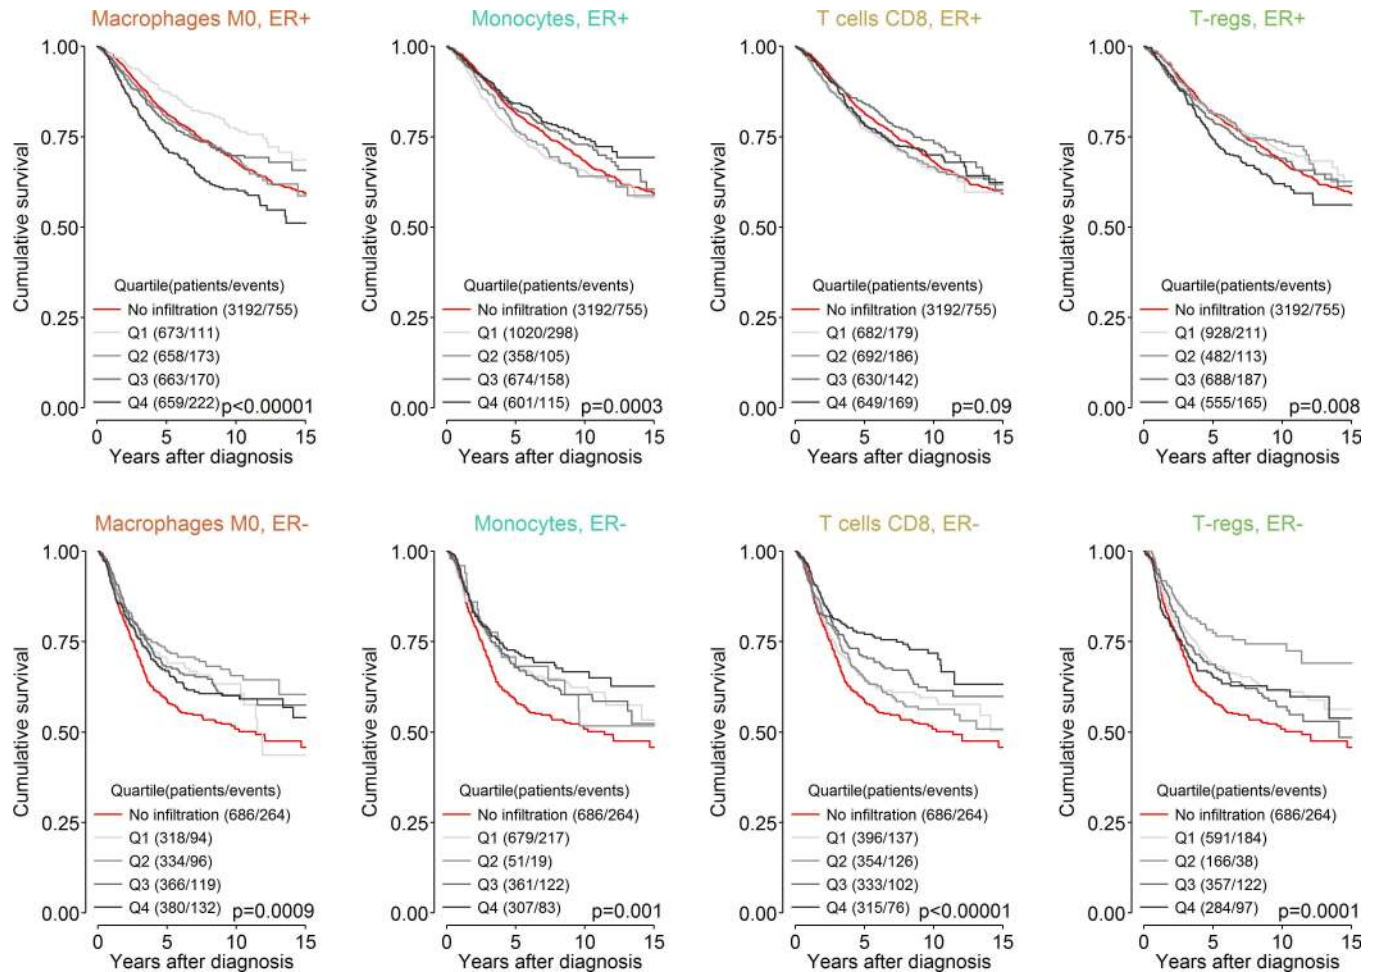 Macrophages M0, ER+
1.00
0.75
0.50
0.25
0.00
Cumulative survival
Quartile(patients/events)
No infiltration (3192/755)
Q1 (673/111)
Q2 (658/173)
Q3 (663/170)
Q4 (659/222)
p<0.00001
0 5 10 15
Years after diagnosis
Monocytes, ER+
1.00
0.75
0.50
0.25
0.00
Cumulative survival
Quartile(patients/events)
No infiltration (3192/755)
Q1 (1020/298)
Q2 (358/105)
Q3 (674/158)
Q4 (601/115)
p=0.0003
0 5 10 15
Years after diagnosis
T cells CD8, ER+
1.00
0.75
0.50
0.25
0.00
Cumulative survival
Quartile(patients/events)
No infiltration (3192/755)
Q1 (682/179)
Q2 (692/186)
Q3 (630/142)
Q4 (649/169)
p=0.09
0 5 10 15
Years after diagnosis
T-regs, ER+
1.00
0.75
0.50
0.25
0.00
Cumulative survival
Quartile(patients/events)
No infiltration (3192/755)
Q1 (928/211)
Q2 (482/113)
Q3 (688/187)
Q4 (555/165)
p=0.008
0 5 10 15
Years after diagnosis
Macrophages M0, ER-
1.00
0.75
0.50
0.25
0.00
Cumulative survival
Quartile(patients/events)
No infiltration (686/264)
Q1 (318/94)
Q2 (334/96)
Q3 (366/119)
Q4 (380/132)
p=0.0009
0 5 10 15
Years after diagnosis
Monocytes, ER-
1.00
0.75
0.50
0.25
0.00
Cumulative survival
Quartile(patients/events)
No infiltration (686/264)
Q1 (679/217)
Q2 (51/19)
Q3 (361/122)
Q4 (307/83)
p=0.001
0 5 10 15
Years after diagnosis
T cells CD8, ER-
1.00
0.75
0.50
0.25
0.00
Cumulative survival
Quartile(patients/events)
No infiltration (686/264)
Q1 (396/137)
Q2 (354/126)
Q3 (333/102)
Q4 (315/76)
p<0.00001
0 5 10 15
Years after diagnosis
T-regs, ER-
1.00
0.75
0.50
0.25
0.00
Cumulative survival
Quartile(patients/events)
No infiltration (686/264)
Q1 (591/184)
Q2 (166/38)
Q3 (357/122)
Q4 (284/97)
p=0.0001
0 5 10 15
Years after diagnosis